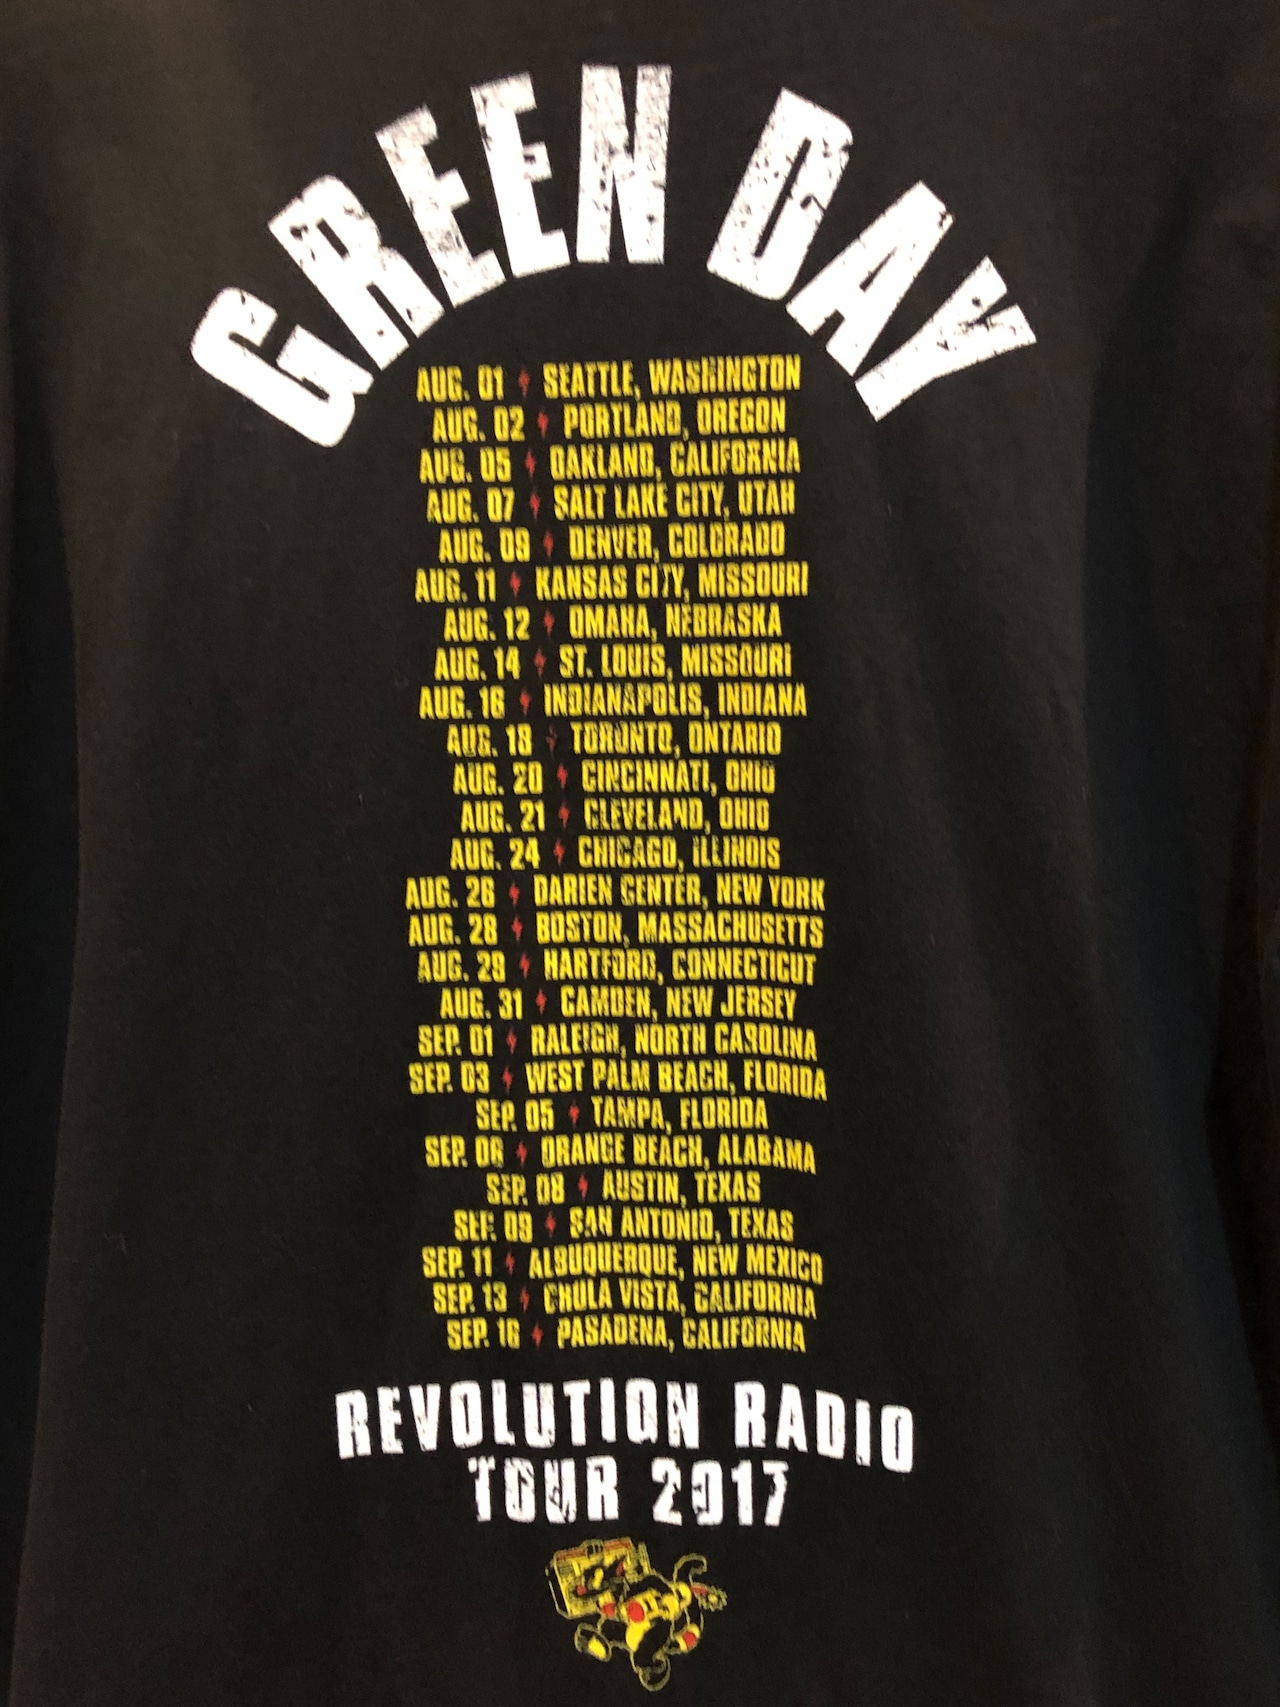 GREEN DAY
AUG. 01 SEATTLE, WASHINGTON
AUG. 02 PORTLAND, OREGON
AUG. 05 OAKLAND, CALIFORNIA
AUG. 07 SALT LAKE CITY, UTAH
AUG. 09 DENVER, COLORADO
AUG. 11 KANSAS CITY, MISSOURI
AUG. 12 OMAHA, NEBRASKA
AUG. 14 ST. LOUIS, MISSOURI
AUG. 16 INDIANAPOLIS, INDIANA
AUG. 18 TORONTO, ONTARIO
AUG. 20 CINCINNATI, OHIO
AUG. 21 CLEVELAND, OHIO
AUG. 24 CHICAGO, ILLINOIS
AUG. 26 DARIEN CENTER, NEW YORK
AUG. 28 BOSTON, MASSACHUSETTS
AUG. 29 HARTFORD, CONNECTICUT
AUG. 31 CAMDEN, NEW JERSEY
SEP. 01 RALEIGH, NORTH CAROLINA
SEP. 03 WEST PALM BEACH, FLORIDA
SEP. 05 TAMPA, FLORIDA
SEP. 06 ORANGE BEACH, ALABAMA
SEP. 08 AUSTIN, TEXAS
SEP. 09 SAN ANTONIO, TEXAS
SEP. 11 ALBUQUERQUE, NEW MEXICO
SEP. 13 CHULA VISTA, CALIFORNIA
SEP. 16 PASADENA, CALIFORNIA
REVOLUTION RADIO
TOUR 2017